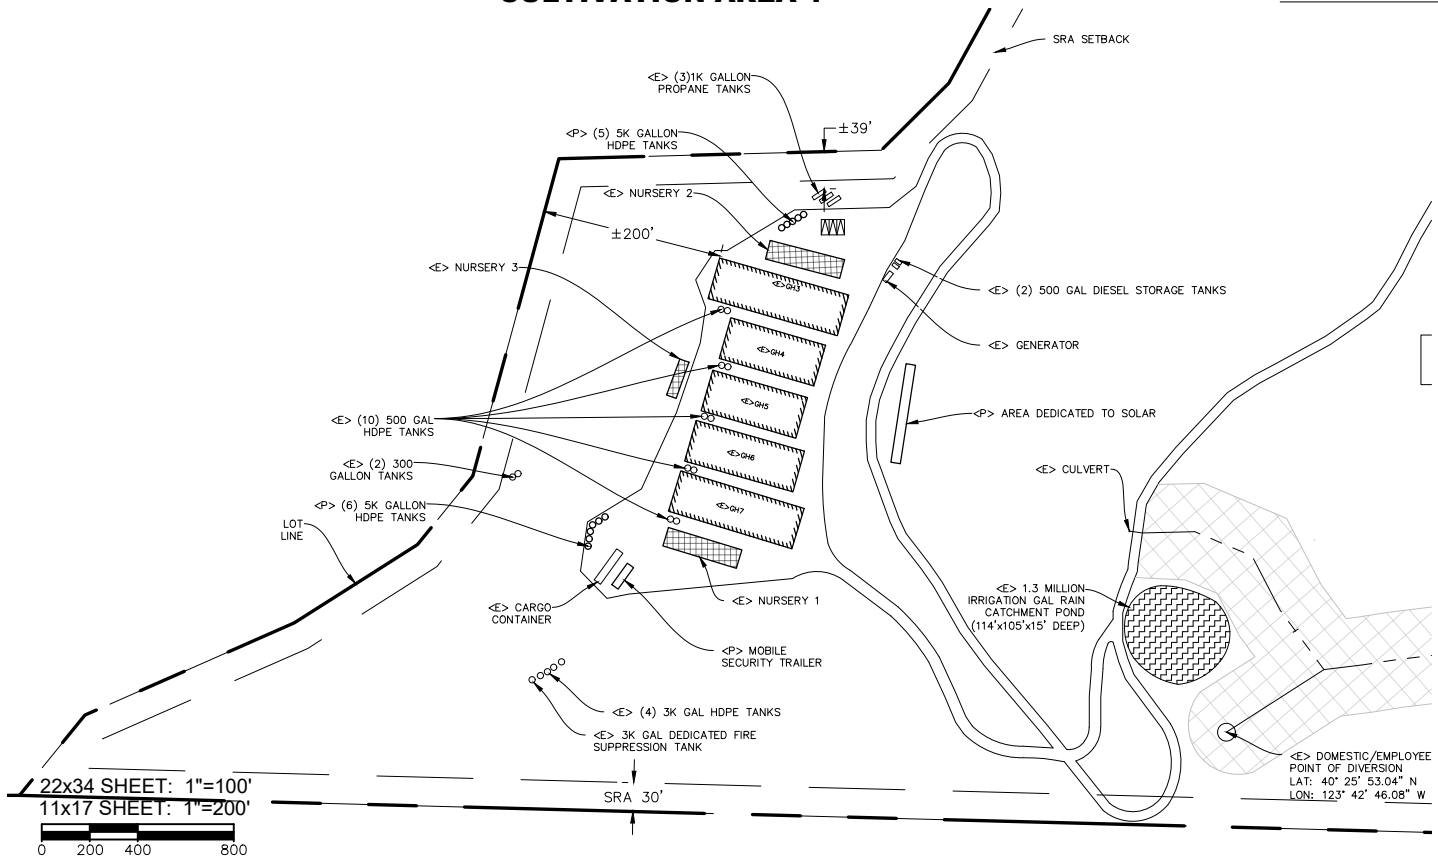 SRA SETBACK
<E> (3)1K GALLON
PROPANE TANKS
±39'
<P> (5) 5K GALLON
HDPE TANKS
<E> NURSERY 2
±200'
<E> NURSERY 3
<E>GH3
<E> (2) 500 GAL DIESEL STORAGE TANKS
<E> GENERATOR
<E>GH4
<E>GH5
<P> AREA DEDICATED TO SOLAR
<E> (10) 500 GAL
HDPE TANKS
<E>GH6
<E> (2) 300
GALLON TANKS
<E> CULVERT
<P> (6) 5K GALLON
HDPE TANKS
<E>GH7
LOT
LINE
<E> 1.3 MILLION
IRRIGATION GAL RAIN
CATCHMENT POND
(114'x105'x15' DEEP)
<E> NURSERY 1
<E> CARGO
CONTAINER
<P> MOBILE
SECURITY TRAILER
<E> (4) 3K GAL HDPE TANKS
<E> 3K GAL DEDICATED FIRE
SUPPRESSION TANK
<E> DOMESTIC/EMPLOYEE
POINT OF DIVERSION
LAT: 40° 25' 53.04" N
LON: 123° 42' 46.08" W
SRA 30'
22x34 SHEET: 1"=100'
11x17 SHEET: 1"=200'
0 200 400 800